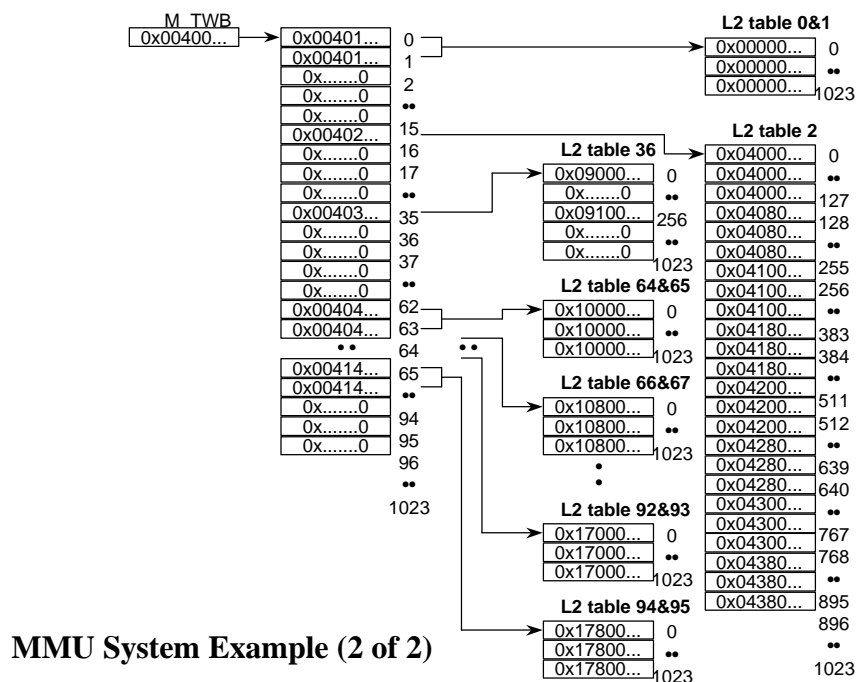 M_TWB
0x00400...
0x00401...
0x00401...
0x.......0
0x.......0
0x.......0
0x00402...
0x.......0
0x.......0
0x.......0
0x00403...
0x.......0
0x.......0
0x.......0
0x.......0
0x00404...
0x00404...
••
0x00414...
0x00414...
0x.......0
0x.......0
0x.......0
0
1
2
••
15
16
17
••
35
36
37
••
62
63
64
65
••
94
95
96
••
1023
••
L2 table 36
0x09000...
0x.......0
0x09100...
0x.......0
0x.......0
0
••
256
••
1023
L2 table 64&65
0x10000...
0x10000...
0x10000...
0
••
1023
L2 table 66&67
0x10800...
0x10800...
0x10800...
0
••
1023
•
•
L2 table 92&93
0x17000...
0x17000...
0x17000...
0
••
1023
L2 table 94&95
0x17800...
0x17800...
0x17800...
0
••
1023
L2 table 0&1
0x00000...
0x00000...
0x00000...
0
••
1023
L2 table 2
0x04000...
0x04000...
0x04000...
0x04080...
0x04080...
0x04080...
0x04100...
0x04100...
0x04100...
0x04180...
0x04180...
0x04180...
0x04200...
0x04200...
0x04200...
0x04280...
0x04280...
0x04280...
0x04300...
0x04300...
0x04300...
0x04380...
0x04380...
0x04380...
0
••
127
128
••
255
256
••
383
384
••
511
512
••
639
640
••
767
768
••
895
896
••
1023
MMU System Example (2 of 2)